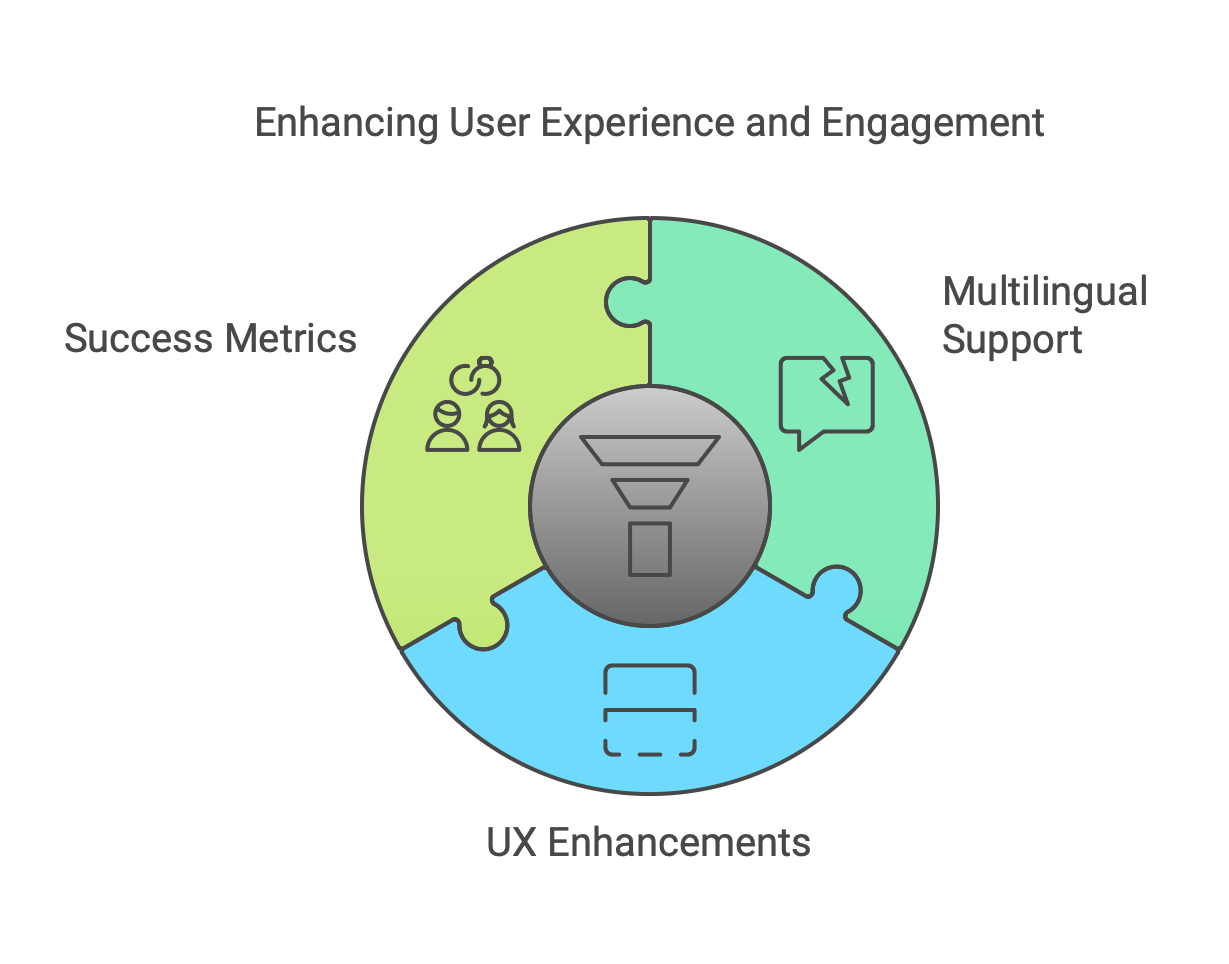 Enhancing User Experience and Engagement
Success Metrics
Multilingual
Support
UX Enhancements